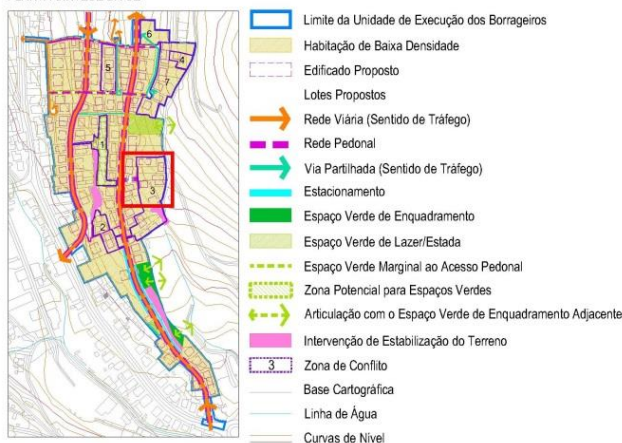 6
4
5
7
1
3
2
Limite da Unidade de Execução dos Borrageiros
Habitação de Baixa Densidade
Edificado Proposto
Lotes Propostos
Rede Viária (Sentido de Tráfego)
Rede Pedonal
Via Partilhada (Sentido de Tráfego)
Estacionamento
Espaço Verde de Enquadramento
Espaço Verde de Lazer/Estada
Espaço Verde Marginal ao Acesso Pedonal
Zona Potencial para Espaços Verdes
Articulação com o Espaço Verde de Enquadramento Adjacente
Intervenção de Estabilização do Terreno
3 Zona de Conflito
Base Cartográfica
Linha de Água
Curvas de Nível